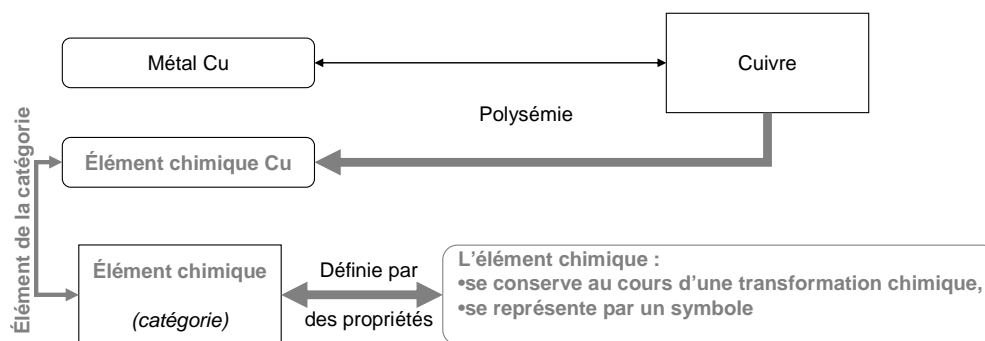 Métal Cu
Cuivre
Polysémie
Élément de la catégorie
Élément chimique Cu
Élément chimique
(catégorie)
Définie par
des propriétés
L'élément chimique :
•se conserve au cours d'une transformation chimique,
•se représente par un symbole